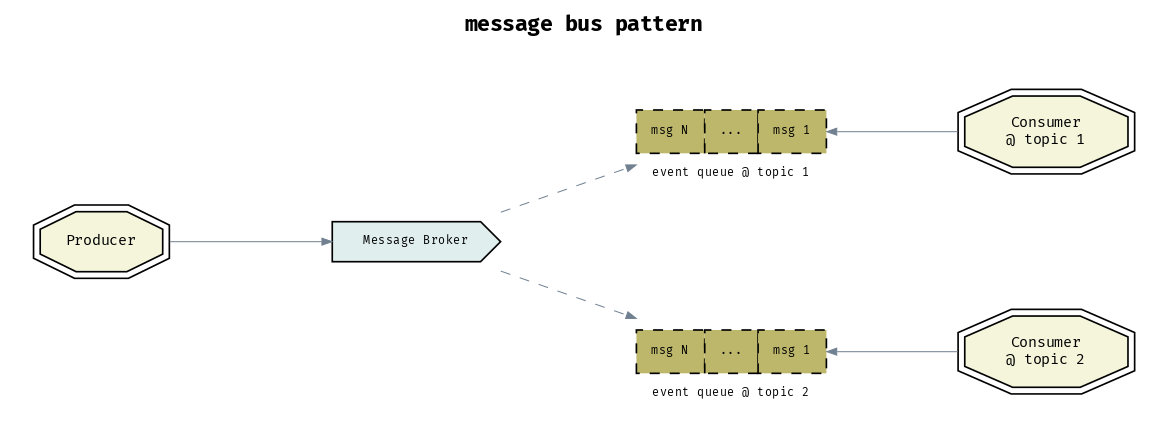 message bus pattern
msg N
...
msg 1
event queue @ topic 1
Consumer
@ topic 1
Producer
Message Broker
msg N
...
msg 1
event queue @ topic 2
Consumer
@ topic 2